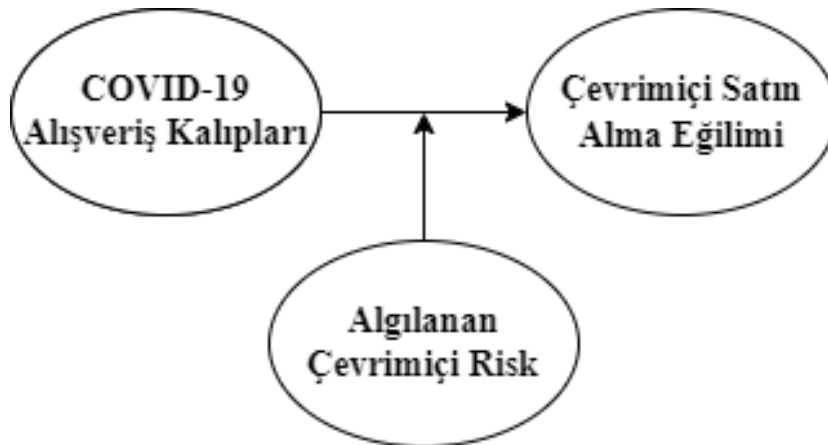 COVID-19
Alışveriş Kalıpları
Çevrimiçi Satın
Alma Eğilimi
Algılanan
Çevrimiçi Risk